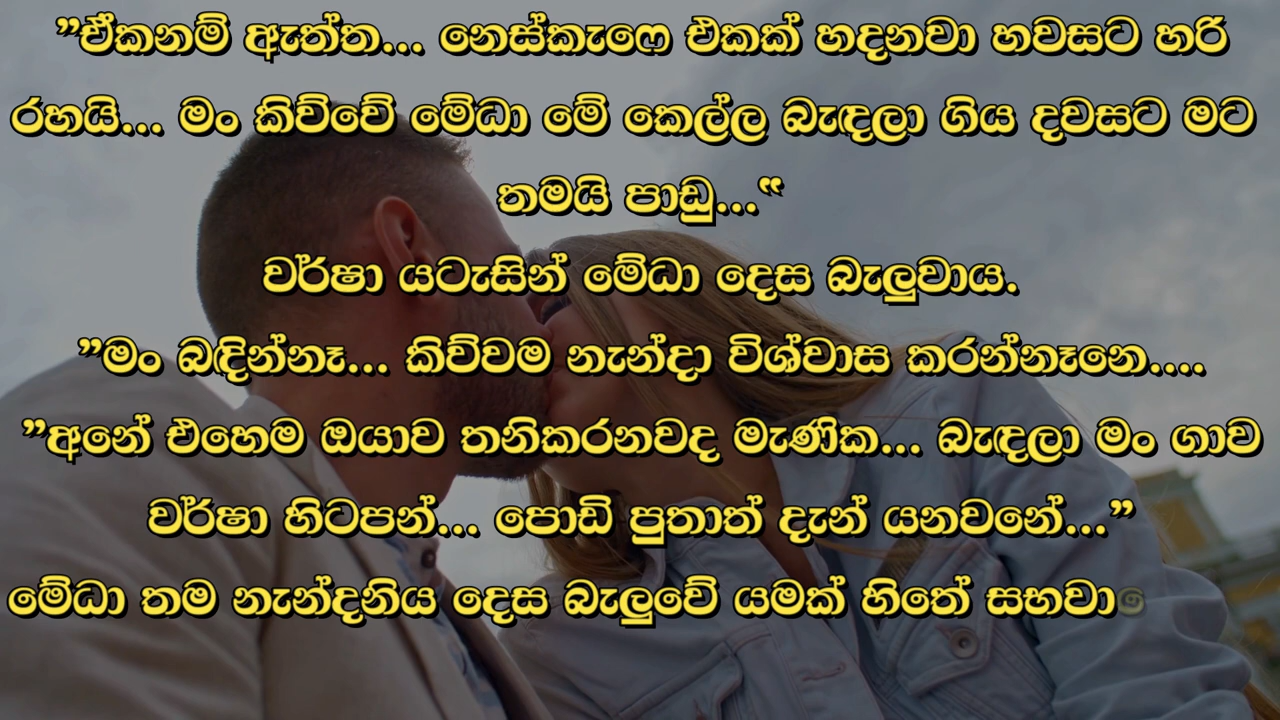 ”ඒකනම් ඇත්ත... නෙස්කැෆෙ එකක් හදනවා හවසට හරි
රහයි... මං කිව්වේ මේධා මේ කෙල්ල බැඳලා ගිය දවසට මට
තමයි පාඩු...“
වර්ෂා යටැසින් මේධා දෙස බැලුවාය.
”මං බඳින්නෑ... කිව්වම නැන්දා විශ්වාස කරන්නෑනෙ....
”අනේ එහෙම ඔයාව තනිකරනවද මැණික... බැඳලා මං ගාව
වර්ෂා හිටපන්... පොඩි පුතාත් දැන් යනවනේ...”
මේධා තම නැන්දනිය දෙස බැලුවේ යමක් හිතේ සඟවා